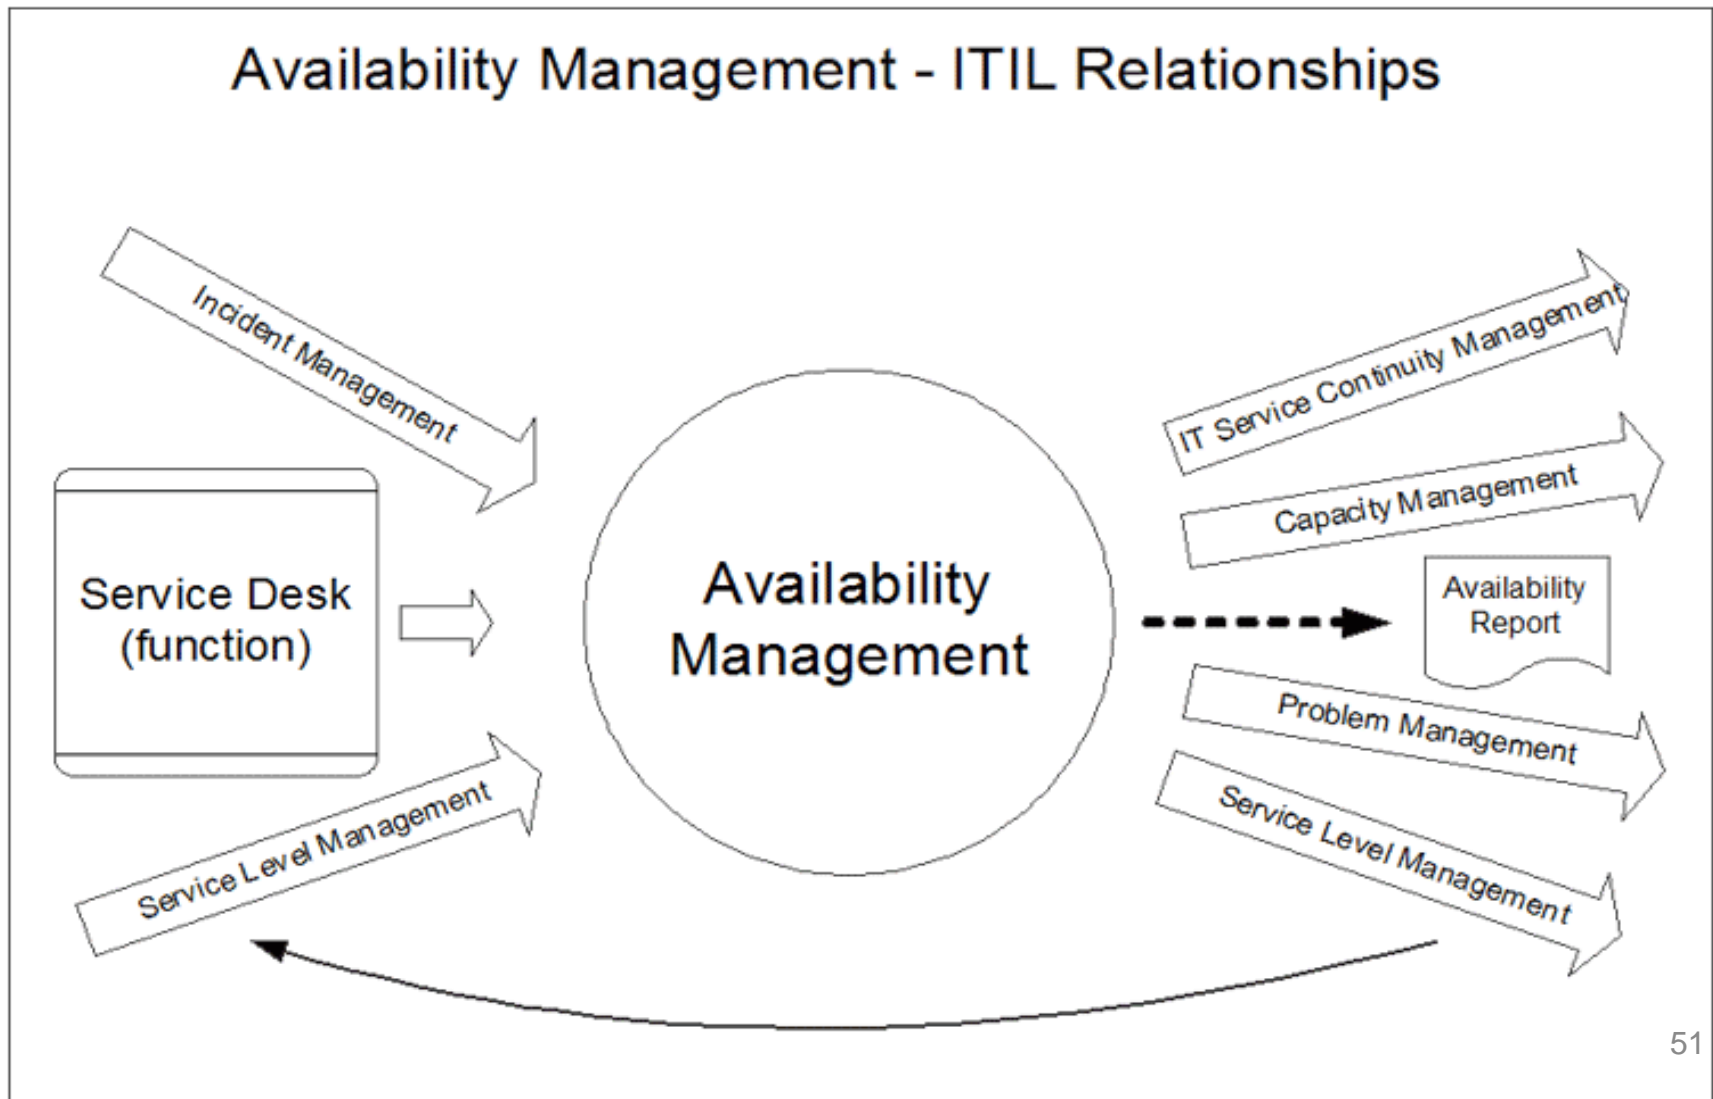 Availability Management - ITIL Relationships
Incident Management
Service Desk
(function)
Service Level Management
Availability
Management
IT Service Continuity Management
Capacity Management
Availability
Report
Problem Management
Service Level Management
51